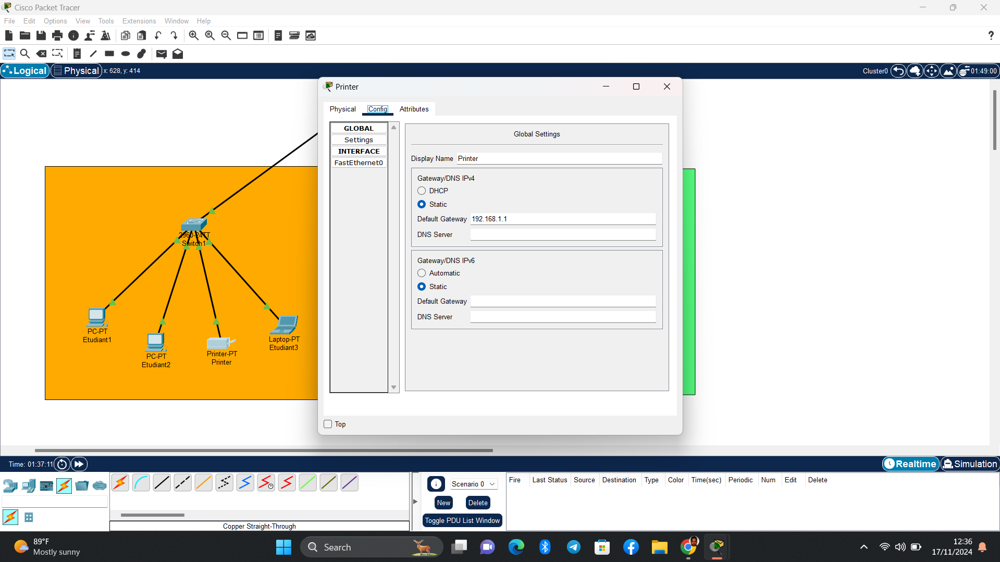 Cisco Packet Tracer
File Edit Options View Tools Extensions Window Help
?
Logical Physical x: 628, y: 414 Cluster0 01:49:00
Printer
Physical Config Attributes
GLOBAL
Settings
INTERFACE
FastEthernet0
Global Settings
Display Name Printer
Gateway/DNS IPv4
DHCP
Static
Default Gateway 192.168.1.1
DNS Server
Gateway/DNS IPv6
Automatic
Static
Default Gateway
DNS Server
Top
2960-24TT
Switch1
PC-PT
Etudiant1
PC-PT
Etudiant2
Printer-PT
Printer
Laptop-PT
Etudiant3
Time: 01:37:11 Realtime Simulation
Scenario 0
New Delete
Toggle PDU List Window
Fire Last Status Source Destination Type Color Time(sec) Periodic Num Edit Delete
Copper Straight-Through
89°F
Mostly sunny
Search
12:36
17/11/2024